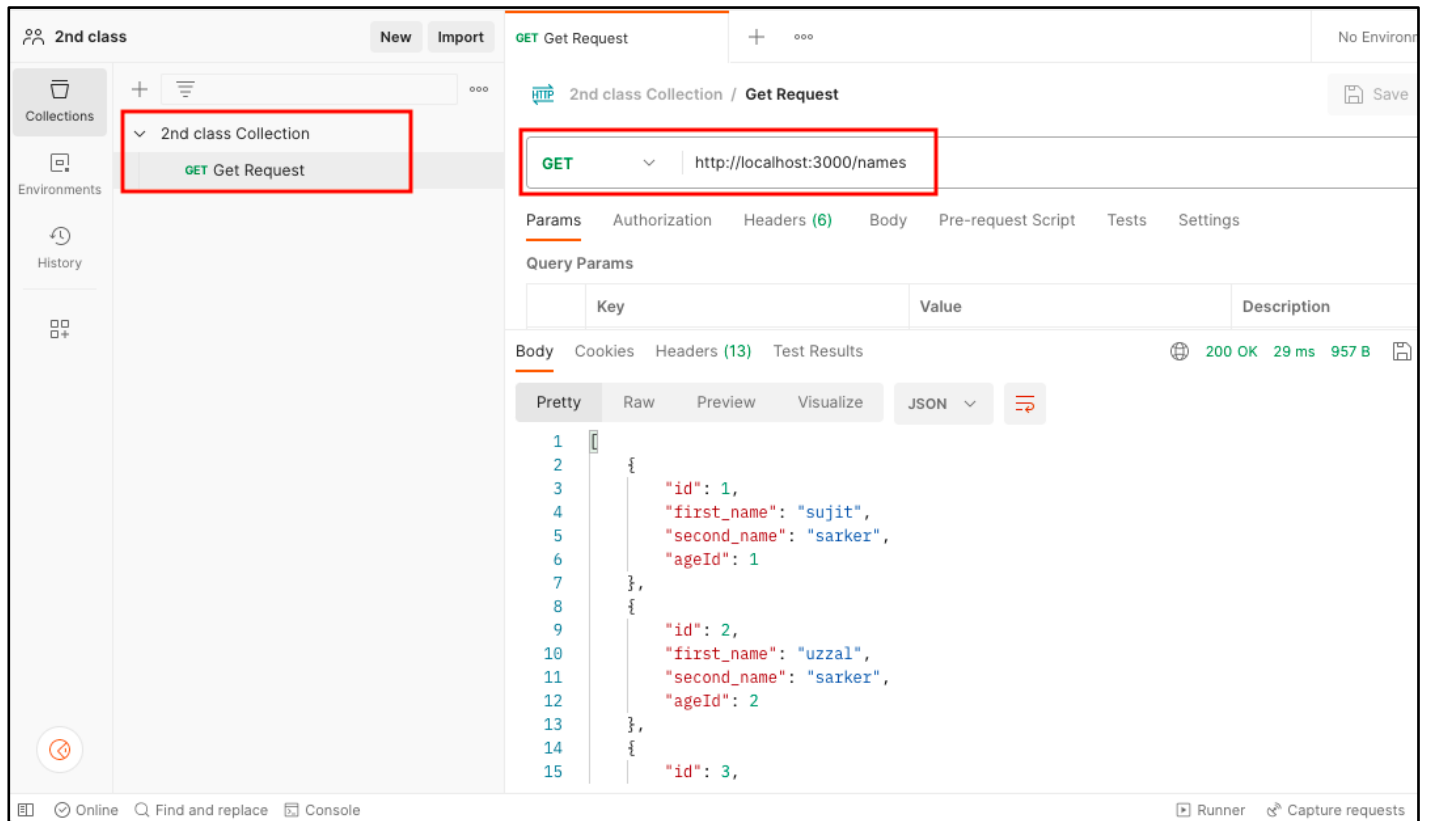 2nd class
New
Import
GET Get Request
No Environm
Collections
2nd class Collection
GET Get Request
Environments
History
HTTP 2nd class Collection / Get Request
Save
GET http://localhost:3000/names
Params Authorization Headers (6) Body Pre-request Script Tests Settings
Query Params
Key Value Description
Body Cookies Headers (13) Test Results
200 OK 29 ms 957 B
Pretty Raw Preview Visualize JSON
1 [
2 {
3 "id": 1,
4 "first_name": "sujit",
5 "second_name": "sarker",
6 "ageId": 1
7 },
8 {
9 "id": 2,
10 "first_name": "uzzal",
11 "second_name": "sarker",
12 "ageId": 2
13 },
14 {
15 "id": 3,
Online Find and replace Console
Runner Capture requests